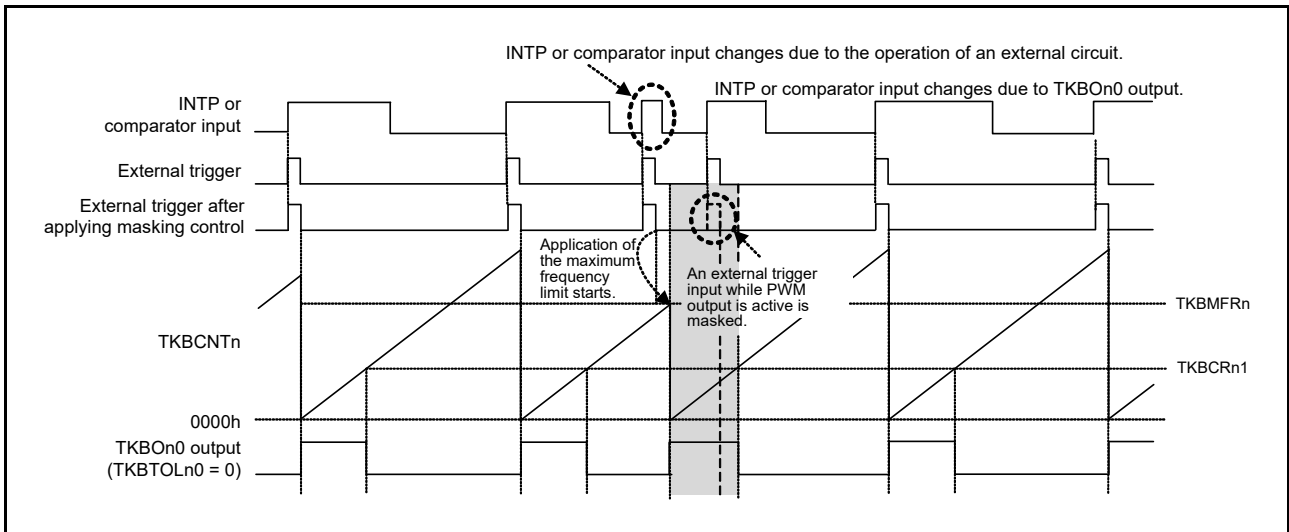 INTP or comparator input changes due to the operation of an external circuit.
INTP or comparator input changes due to TKBOn0 output.
INTP or
comparator input
External trigger
External trigger after
applying masking control
Application of
the maximum
frequency
limit starts.
An external trigger
input while PWM
output is active is
masked.
TKBMFRn
TKBCNTn
TKBCRn1
0000h
TKBOn0 output
(TKBTOLn0 = 0)